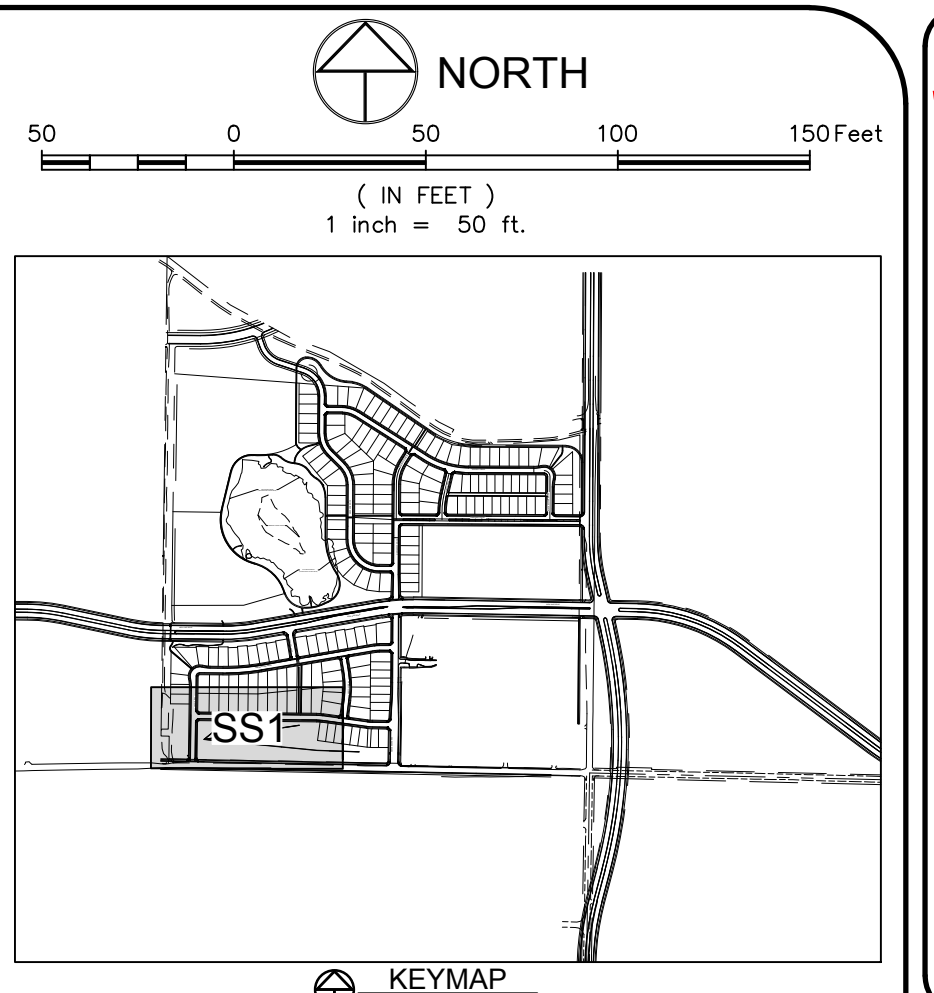 NORTH
50 0 50 100 150 Feet
( IN FEET )
1 inch = 50 ft.
SS1
KEYMAP